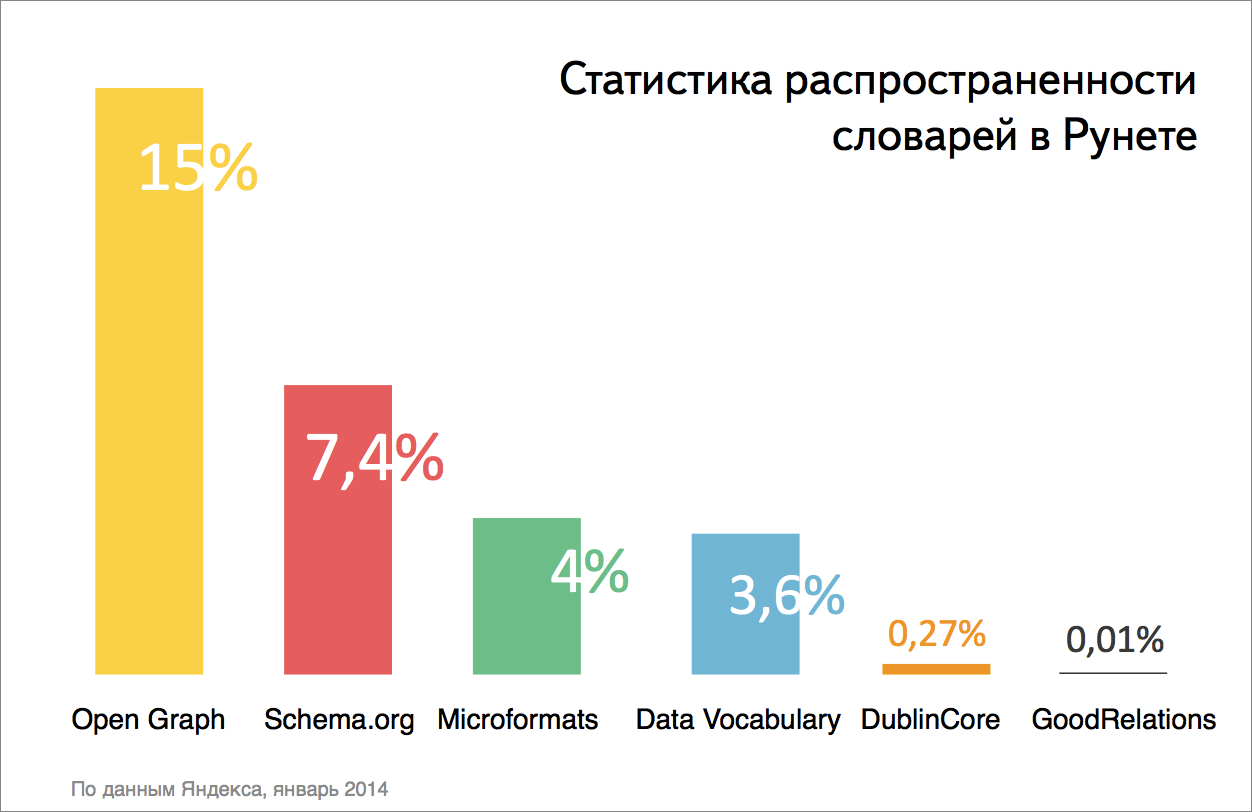 Статистика распространенности
словарей в Рунете
15%
7,4%
4%
3,6%
0,27%
0,01%
Open Graph
Schema.org
Microformats
Data Vocabulary
DublinCore
GoodRelations
По данным Яндекса, январь 2014